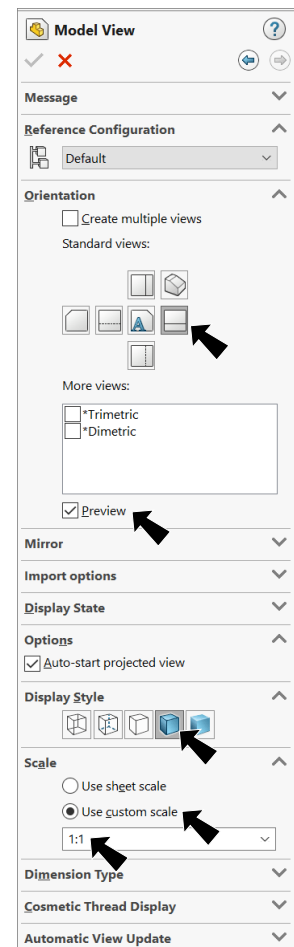 Model View
?
Message
Reference Configuration
Default
Orientation
Create multiple views
Standard views:
A
More views:
*Trimetric
*Dimetric
Preview
Mirror
Import options
Display State
Options
Auto-start projected view
Display Style
Scale
Use sheet scale
Use custom scale
1:1
Dimension Type
Cosmetic Thread Display
Automatic View Update